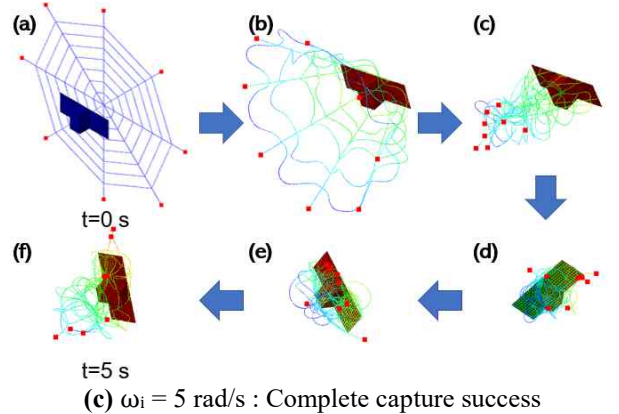 (a)
(b)
(c)
t=0 s
(f)
(e)
(d)
t=5 s
(c) ωi = 5 rad/s : Complete capture success